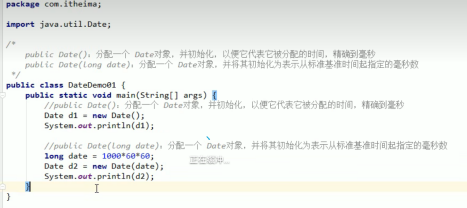 package com.itheima;
import java.util.Date;
/*
public Date()：分配一个 Date对象，并初始化，以便它代表它被分配的时间，精确到毫秒
public Date(long date)：分配一个 Date对象，并将其初始化为表示从标准基准时间起指定的毫秒数
*/
public class DateDemo01 {
public static void main(String[] args) {
//public Date()：分配一个 Date对象，并初始化，以便它代表它被分配的时间，精确到毫秒
Date d1 = new Date();
System.out.println(d1);
//public Date(long date)：分配一个 Date对象，并将其初始化为表示从标准基准时间起指定的毫秒数
long date = 1000*60*60;
正在缓冲...
Date d2 = new Date(date);
System.out.println(d2);
}
}